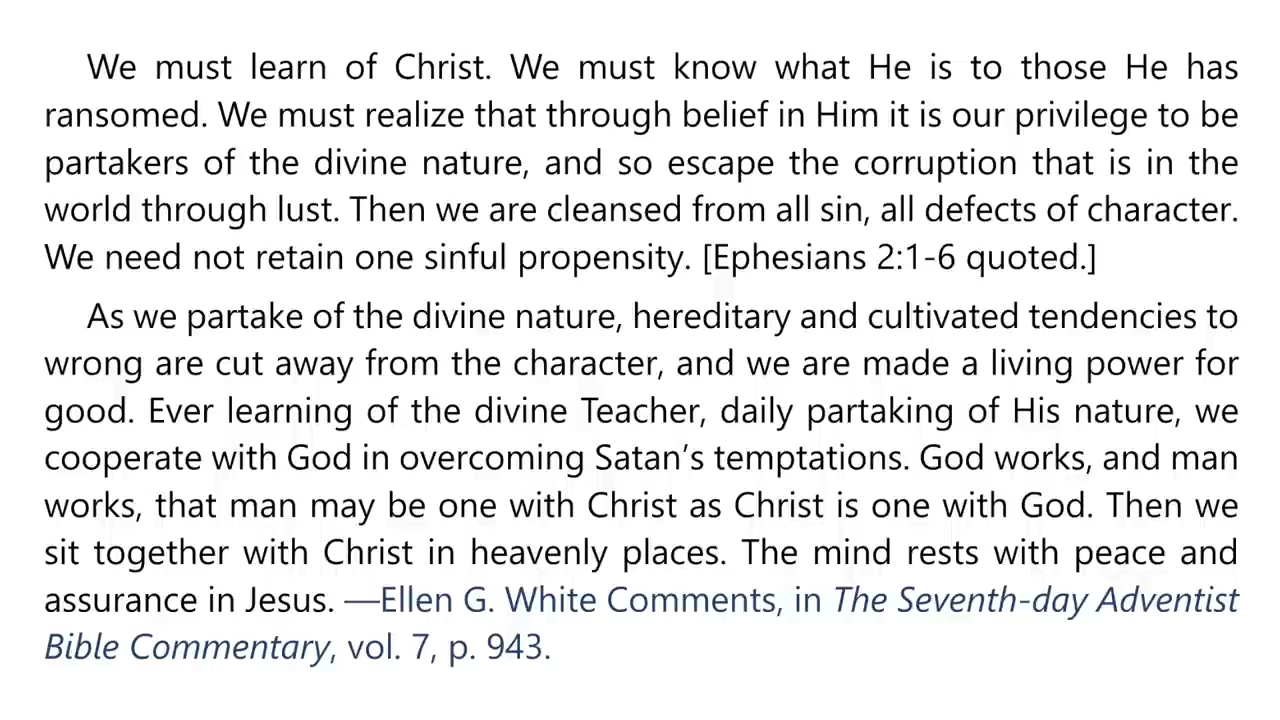 We must learn of Christ. We must know what He is to those He has
ransomed. We must realize that through belief in Him it is our privilege to be
partakers of the divine nature, and so escape the corruption that is in the
world through lust. Then we are cleansed from all sin, all defects of character.
We need not retain one sinful propensity. [Ephesians 2:1-6 quoted.]
As we partake of the divine nature, hereditary and cultivated tendencies to
wrong are cut away from the character, and we are made a living power for
good. Ever learning of the divine Teacher, daily partaking of His nature, we
cooperate with God in overcoming Satan’s temptations. God works, and man
works, that man may be one with Christ as Christ is one with God. Then we
sit together with Christ in heavenly places. The mind rests with peace and
assurance in Jesus. —Ellen G. White Comments, in The Seventh-day Adventist
Bible Commentary, vol. 7, p. 943.